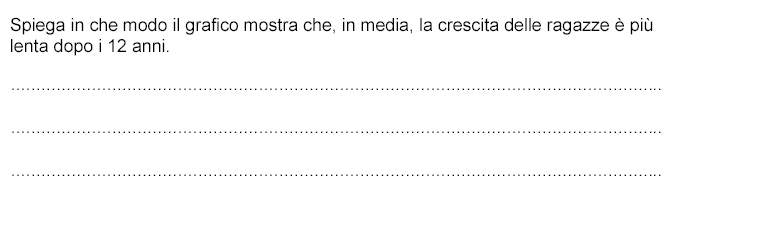 Spiega in che modo il grafico mostra che, in media, la crescita delle ragazze è più
lenta dopo i 12 anni.